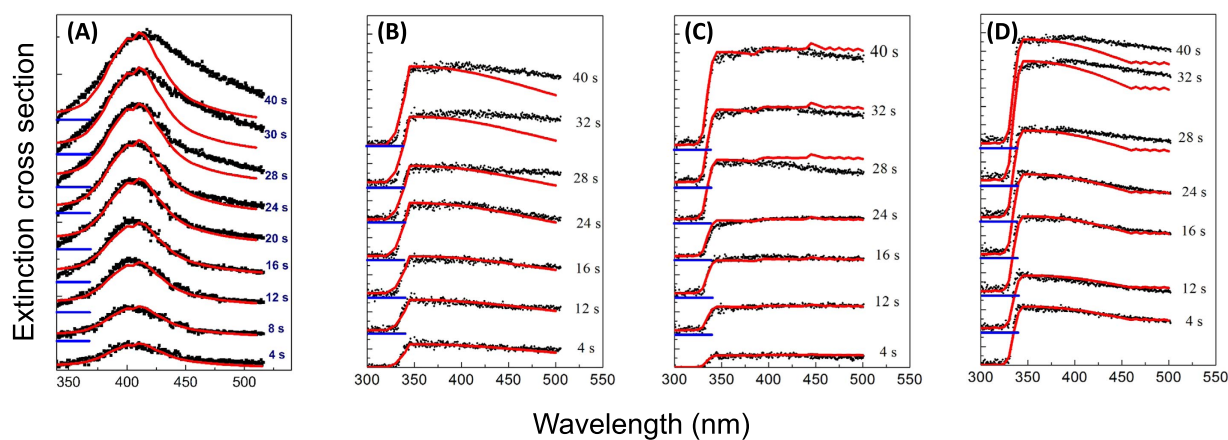 Extinction cross section
(A)
40 s
30 s
28 s
24 s
20 s
16 s
12 s
8 s
4 s
350 400 450 500
(B)
40 s
32 s
28 s
24 s
16 s
12 s
4 s
300 350 400 450 500 550
(C)
40 s
32 s
28 s
24 s
16 s
12 s
4 s
300 350 400 450 500 550
(D)
40 s
32 s
28 s
24 s
16 s
12 s
4 s
300 350 400 450 500 550
Wavelength (nm)